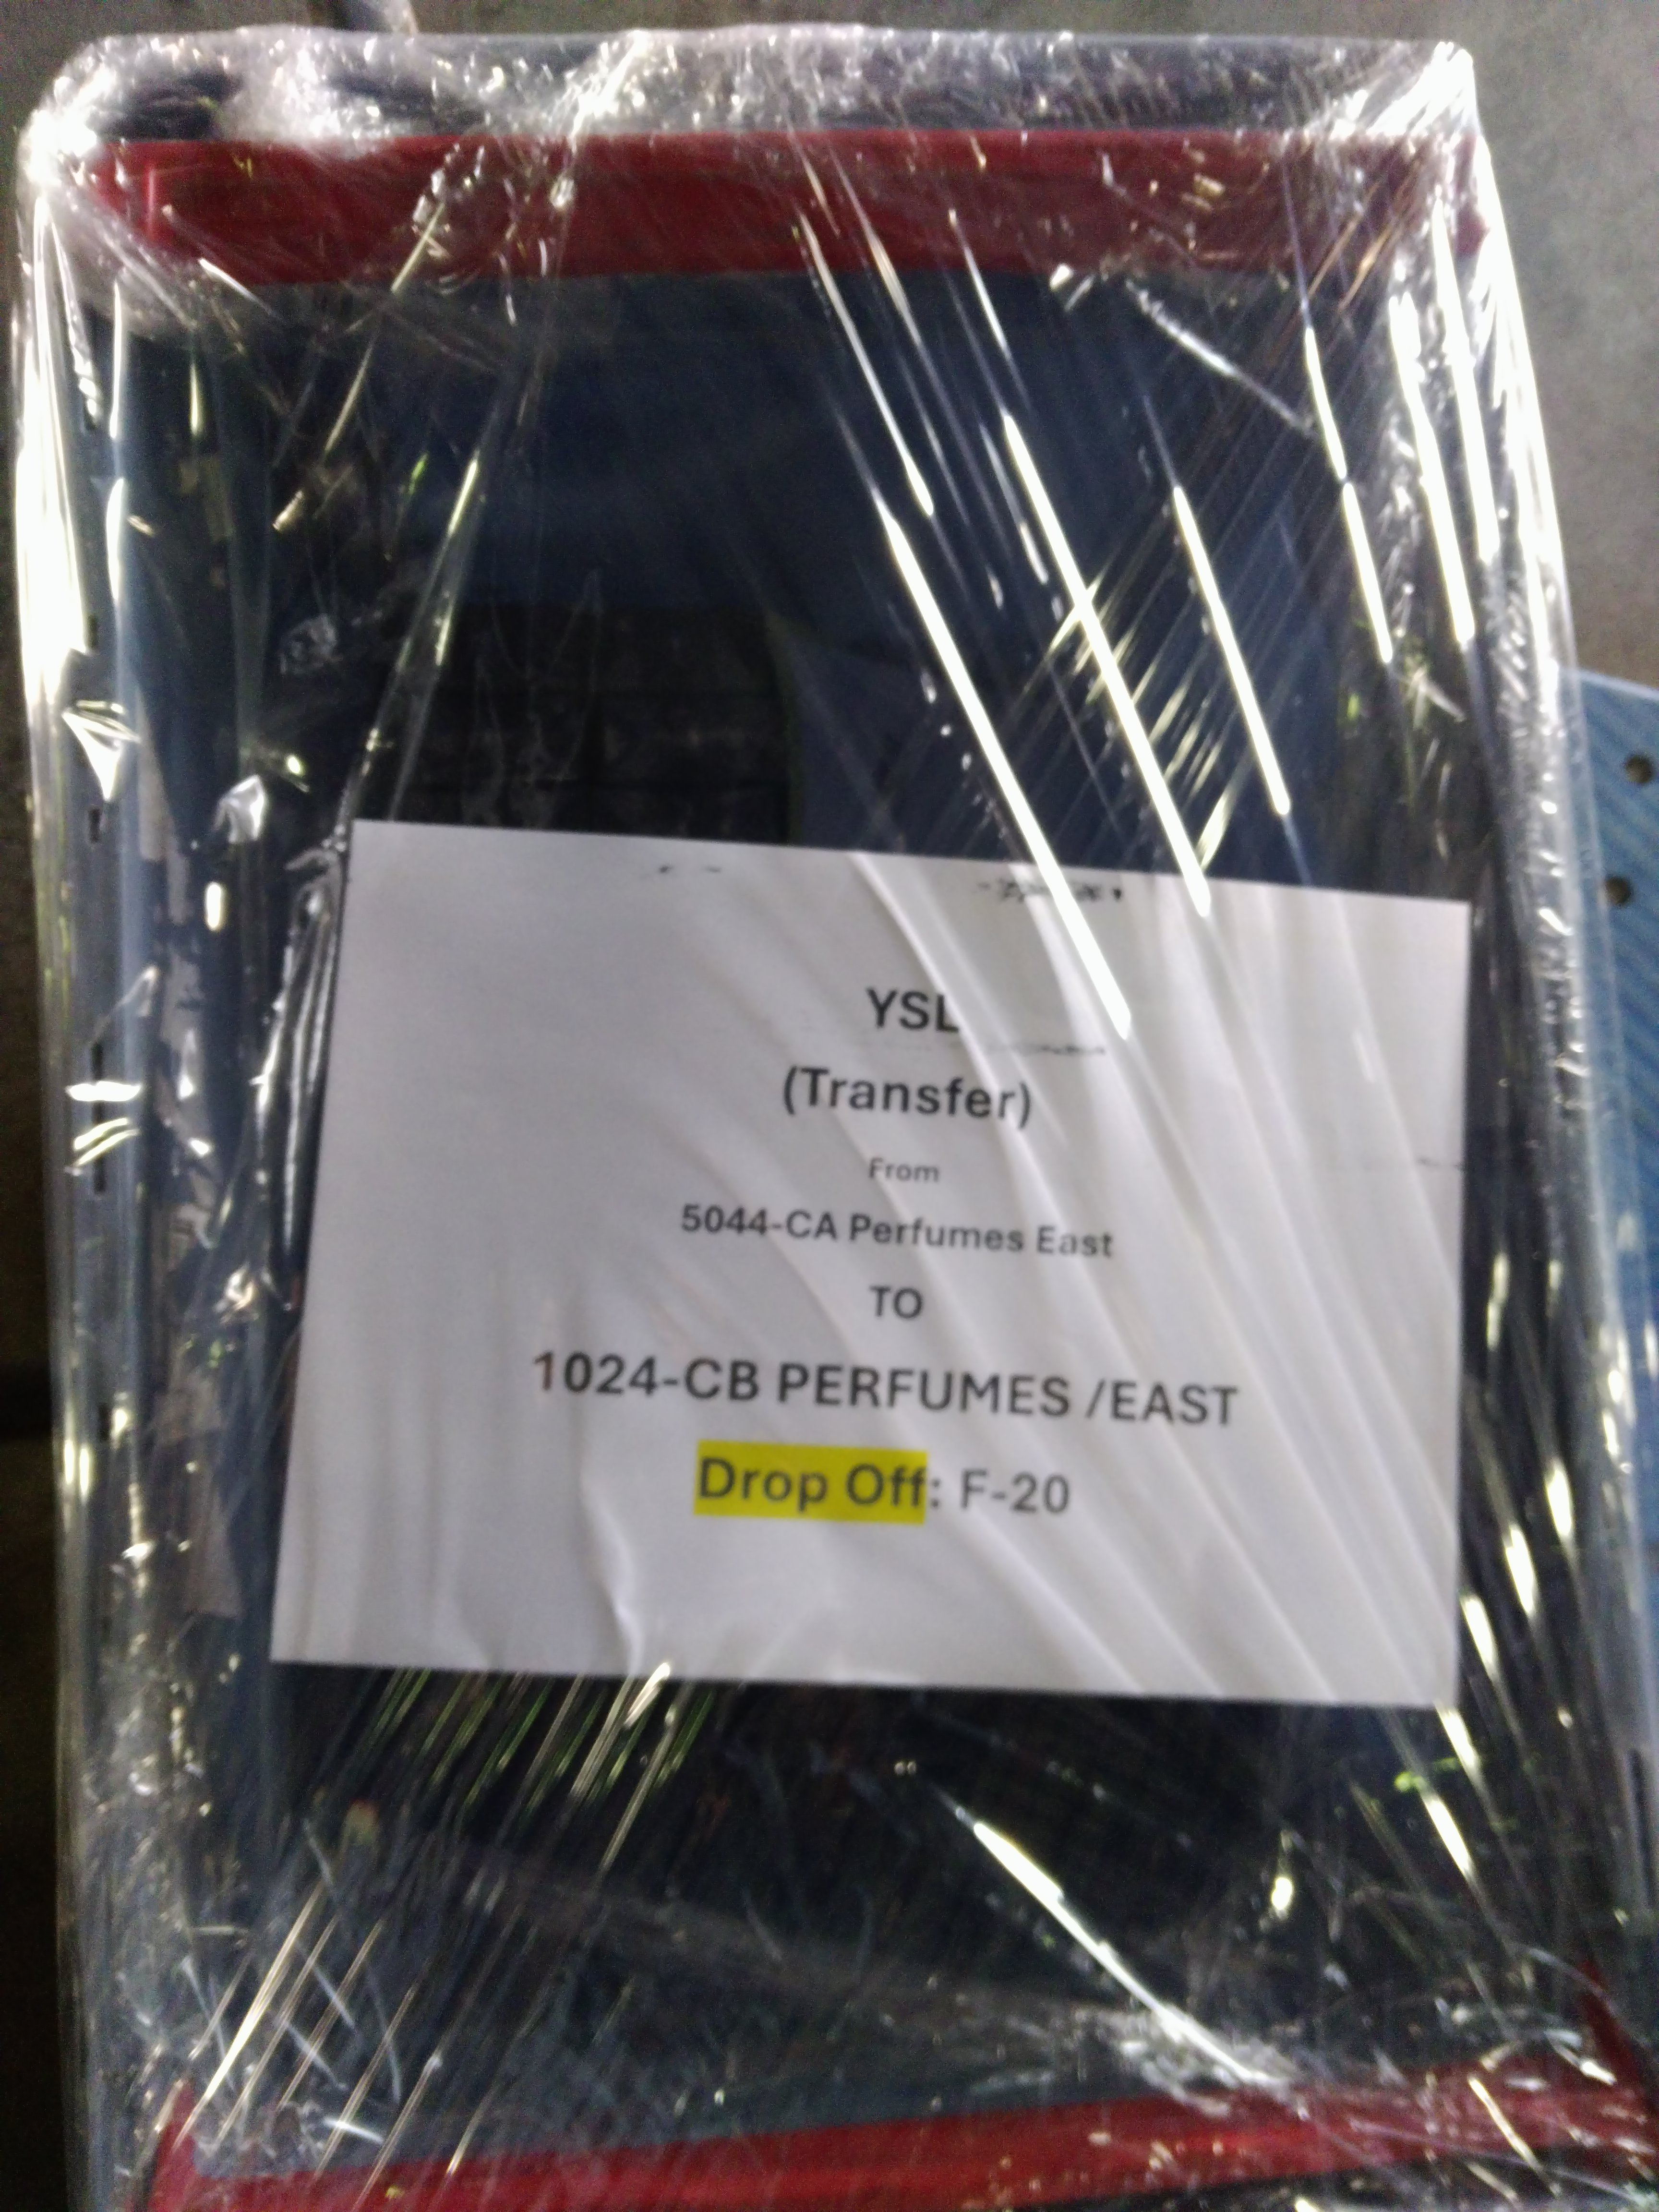 YSL
(Transfer)
From
5044-CA Perfumes East
TO
1024-CB PERFUMES /EAST
Drop Off: F-20